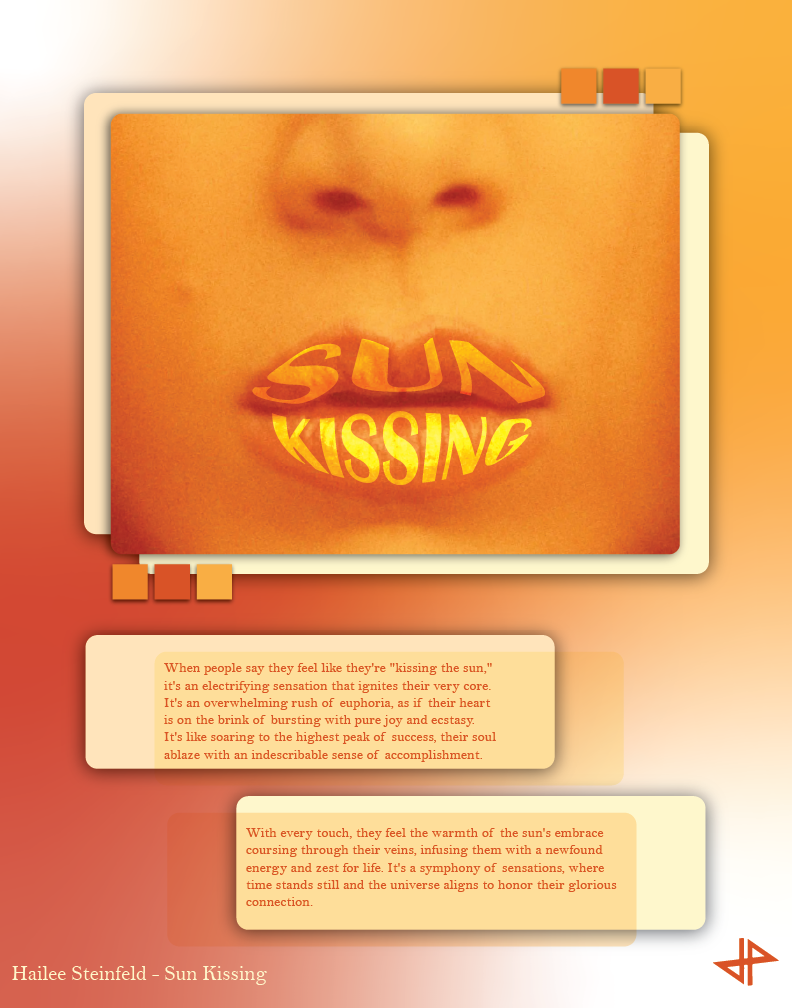 SUN
KISSING
When people say they feel like they're "kissing the sun,"
it's an electrifying sensation that ignites their very core.
It's an overwhelming rush of euphoria, as if their heart
is on the brink of bursting with pure joy and ecstasy.
It's like soaring to the highest peak of success, their soul
ablaze with an indescribable sense of accomplishment.
With every touch, they feel the warmth of the sun's embrace
coursing through their veins, infusing them with a newfound
energy and zest for life. It's a symphony of sensations, where
time stands still and the universe aligns to honor their glorious
connection.
Hailee Steinfeld - Sun Kissing